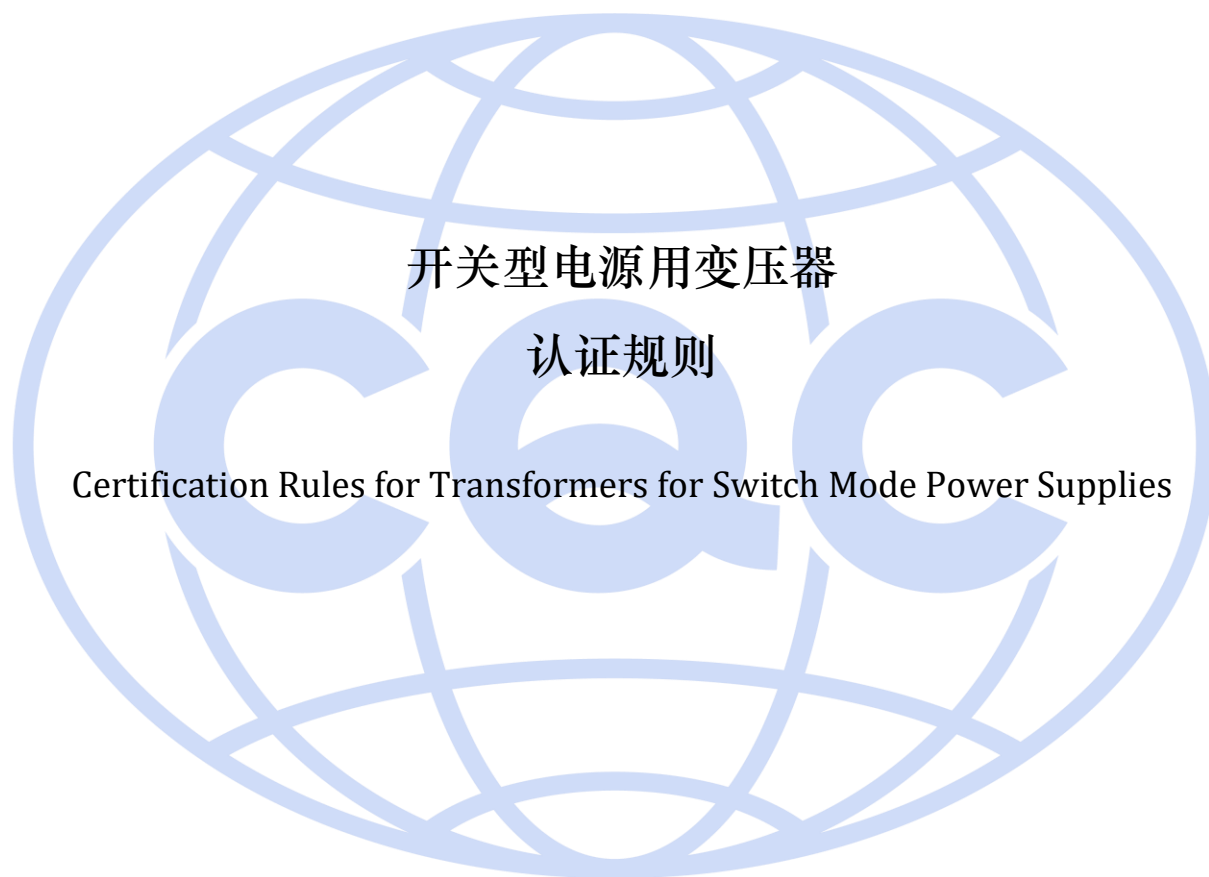 开关型电源用变压器
认证规则
CQC
Certification Rules for Transformers for Switch Mode Power Supplies